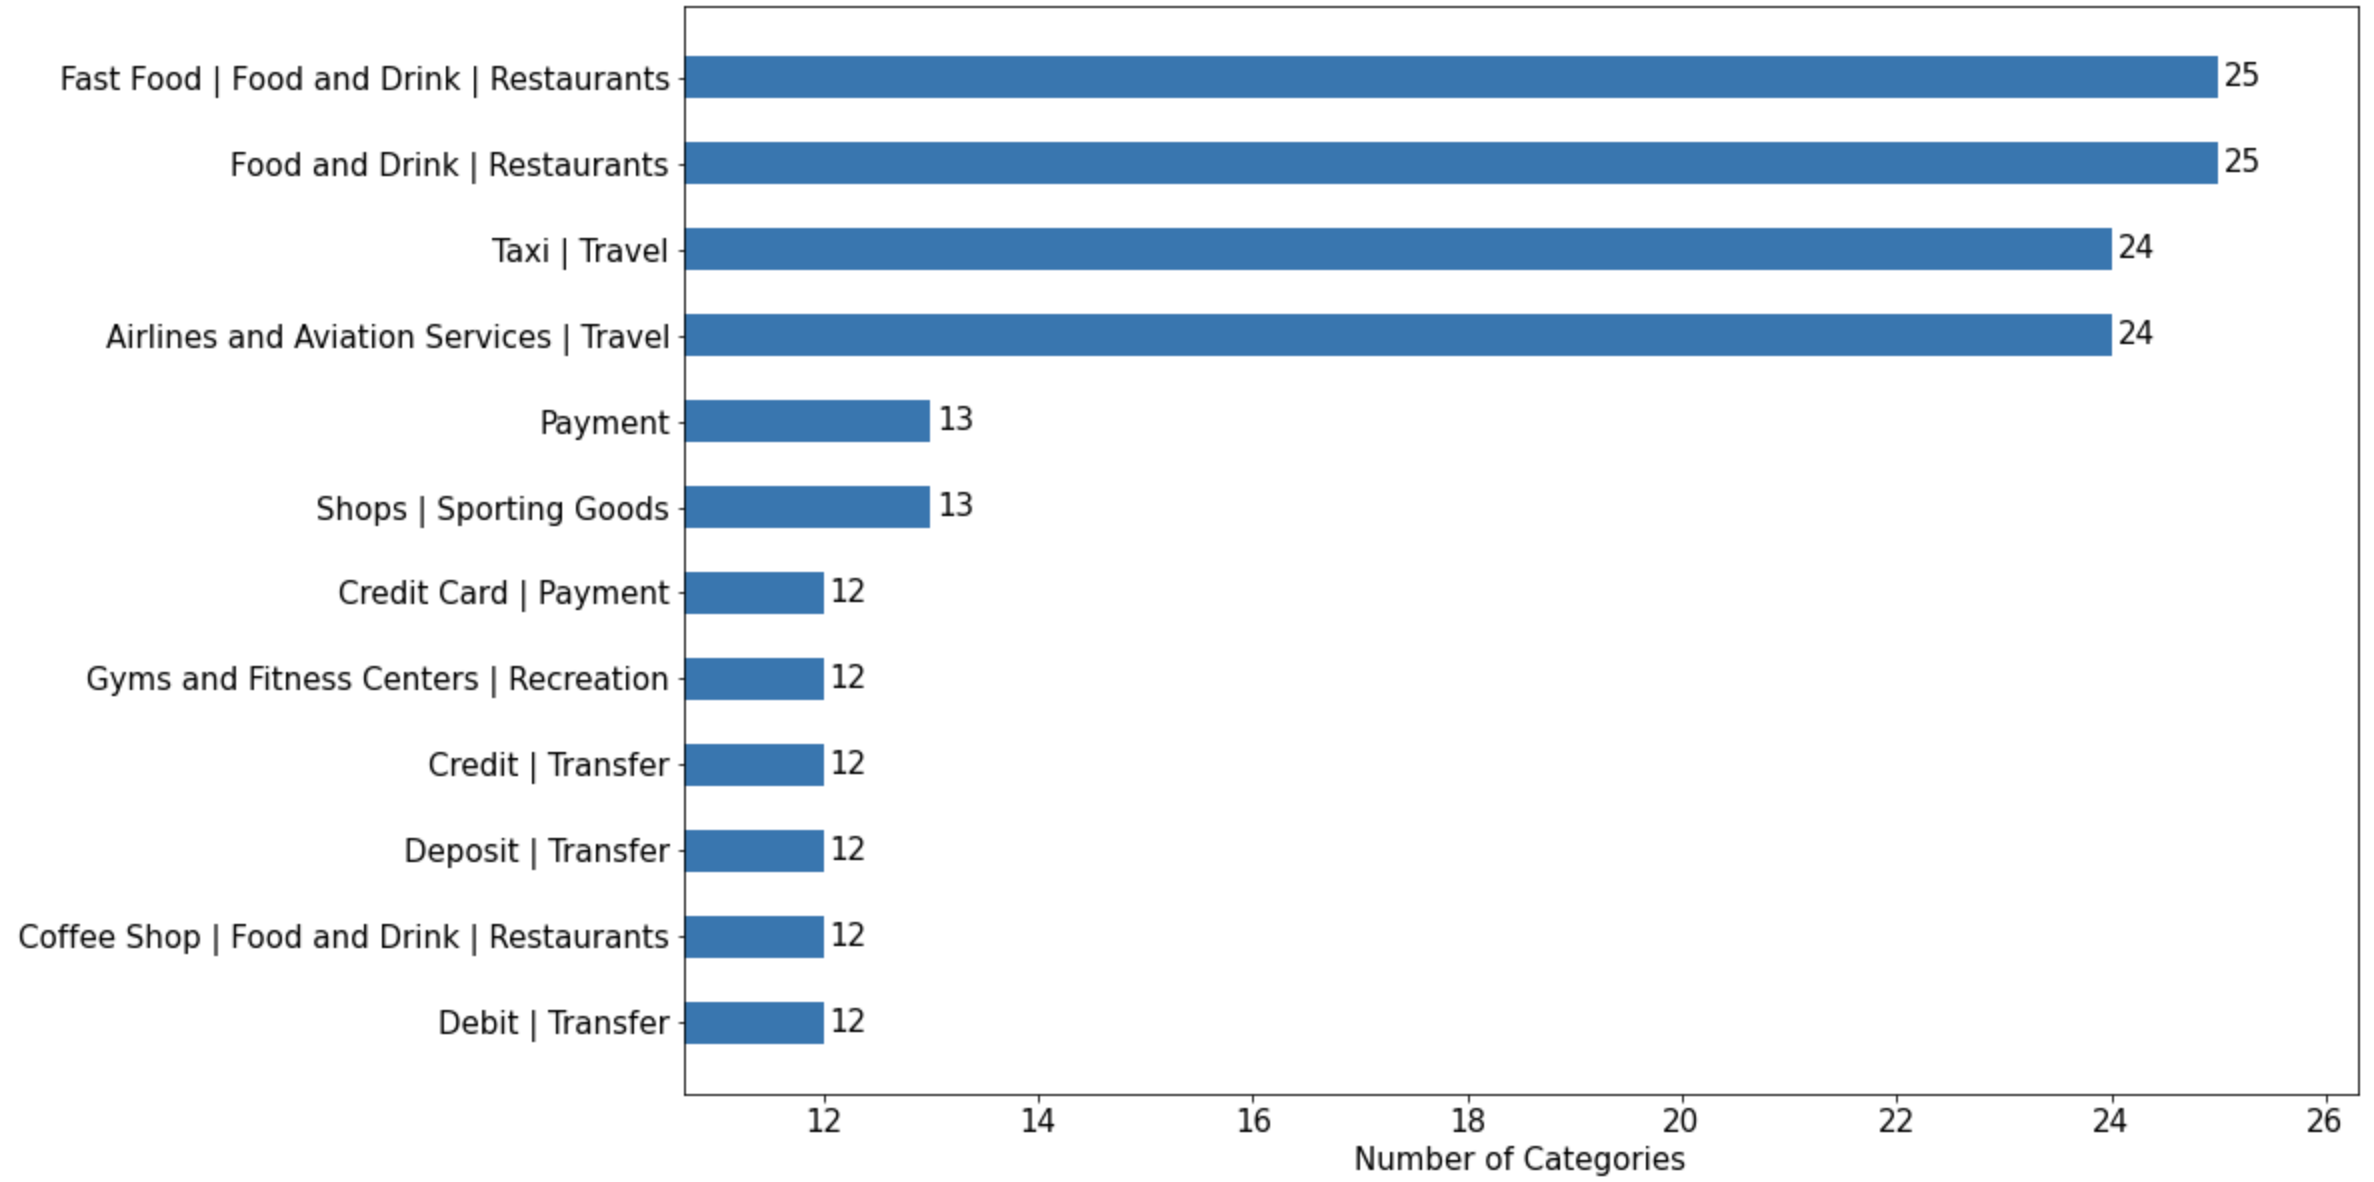 Fast Food | Food and Drink | Restaurants 25
Food and Drink | Restaurants 25
Taxi | Travel 24
Airlines and Aviation Services | Travel 24
Payment 13
Shops | Sporting Goods 13
Credit Card | Payment 12
Gyms and Fitness Centers | Recreation 12
Credit | Transfer 12
Deposit | Transfer 12
Coffee Shop | Food and Drink | Restaurants 12
Debit | Transfer 12
12 14 16 18 20 22 24 26
Number of Categories